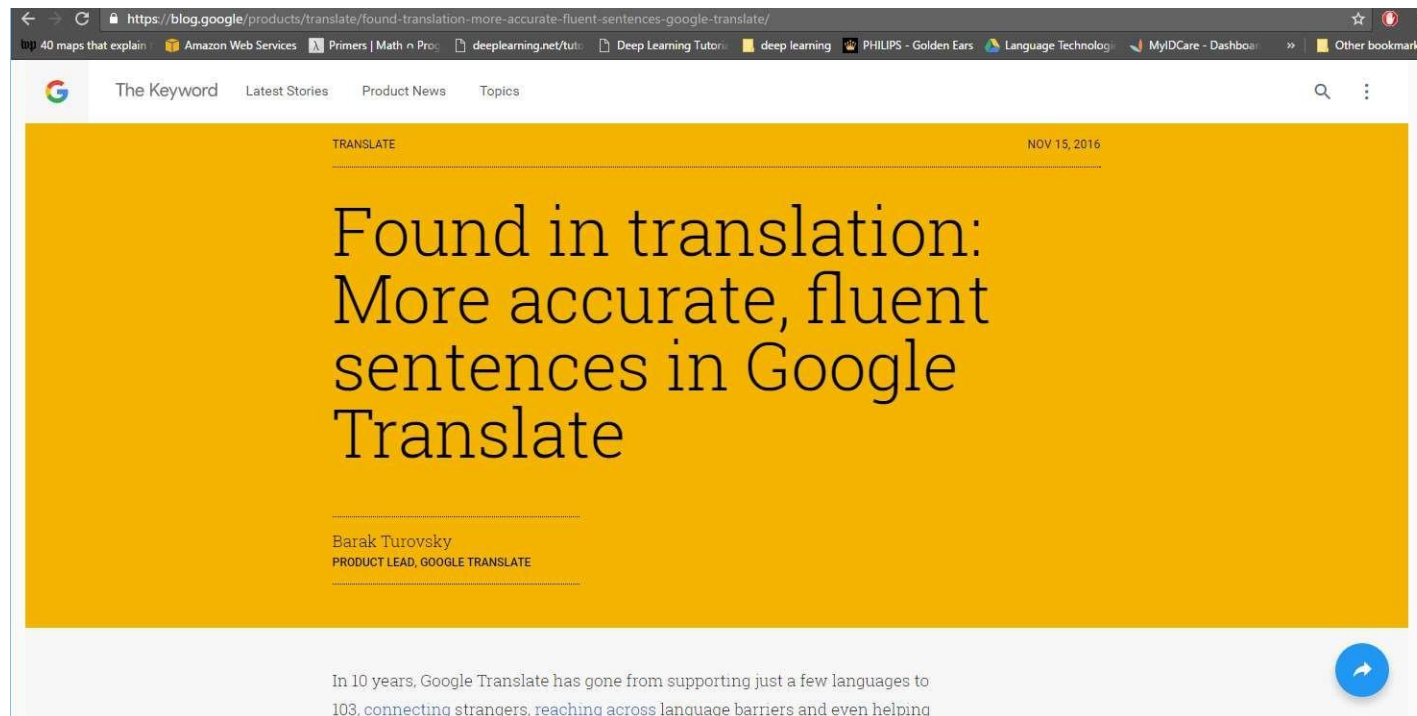 https://blog.google/products/translate/found-translation-more-accurate-fluent-sentences-google-translate/
40 maps that explain Amazon Web Services Primers | Math n Prog deeplearning.net/tuto Deep Learning Tutori deep learning PHILIPS - Golden Ears Language Technologi MyIDCare - Dashboar » Other bookmark
The Keyword Latest Stories Product News Topics
TRANSLATE NOV 15, 2016
Found in translation:
More accurate, fluent
sentences in Google
Translate
Barak Turovsky
PRODUCT LEAD, GOOGLE TRANSLATE
In 10 years, Google Translate has gone from supporting just a few languages to
103, connecting strangers, reaching across language barriers and even helping